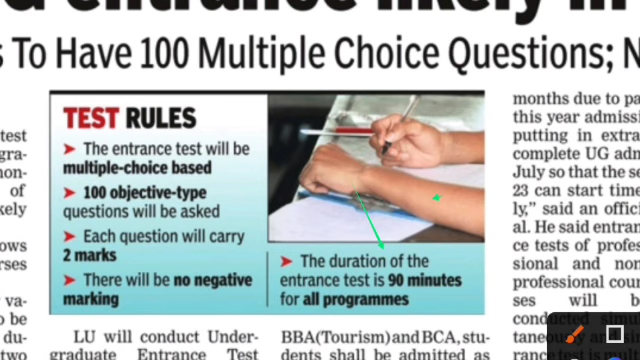 entrance likely in
s To Have 100 Multiple Choice Questions; N
TEST RULES
The entrance test will be
multiple-choice based
100 objective-type
questions will be asked
Each question will carry
2 marks
There will be no negative
marking
The duration of the
entrance test is 90 minutes
for all programmes
test
gra-
non-
of
kely
ows
rses
va-
o be
du-
two
LU will conduct Under-
graduate Entrance Test
BBA(Tourism) and BCA, stu-
dents shall be admitted as
months due to pa
this year admissi
putting in extra
complete UG adm
July so that the se
23 can start time
ly,” said an offici
al. He said entran
ce tests of profes
sional and non
professional cour
ses will b
conducted simul